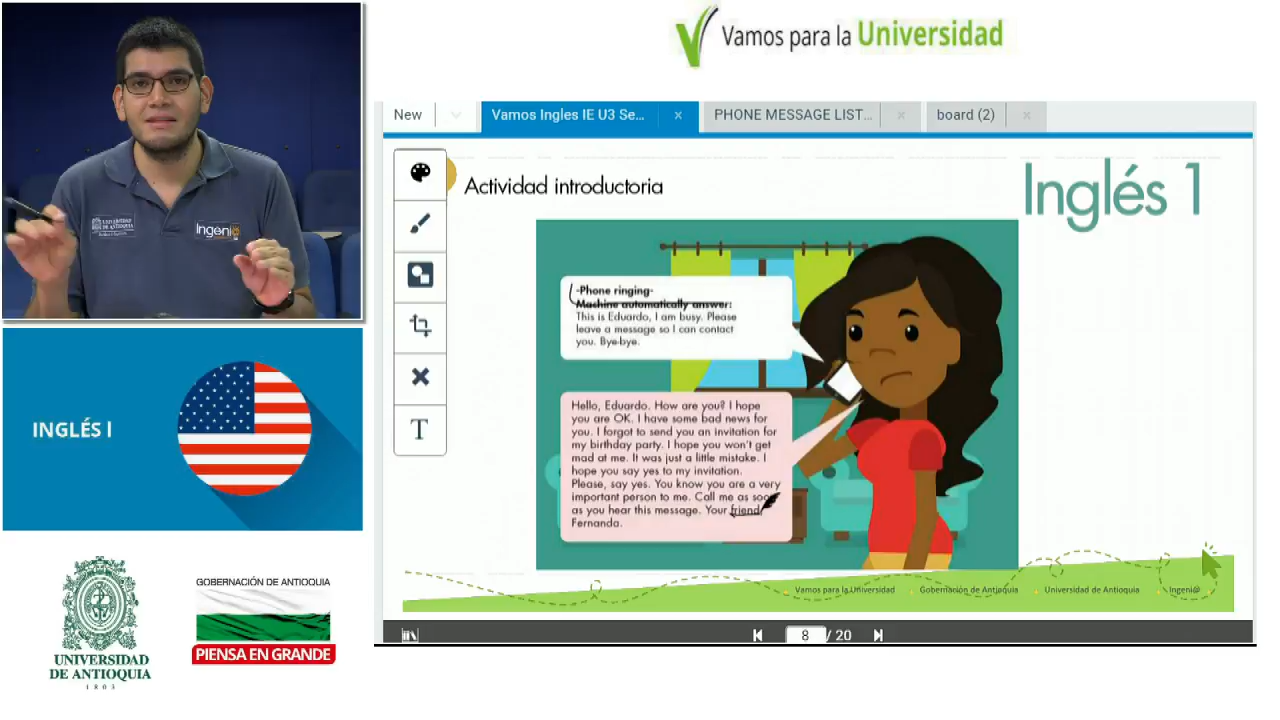 Vamos para la Universidad
New
Vamos Ingles IE U3 Se...
PHONE MESSAGE LIST...
board (2)
Actividad introductoria
Inglés 1
-Phone ringing-
Machine automatically answer:
This is Eduardo, I am busy. Please
leave a message so I can contact
you. Bye-bye.
Hello, Eduardo. How are you? I hope
you are OK. I have some bad news for
you. I forgot to send you an invitation for
my birthday party. I hope you won't get
mad at me. It was just a little mistake. I
hope you say yes to my invitation.
Please, say yes. You know you are a very
important person to me. Call me as soon
as you hear this message. Your friend,
Fernanda.
T
Vamos para la Universidad
Gobernación de Antioquia
Universidad de Antioquia
Ingeni@
8 / 20
UNIVERSIDAD
DE ANTIOQUIA
Ingeni@
INGLÉS I
UNIVERSIDAD
DE ANTIOQUIA
1803
GOBERNACIÓN DE ANTIOQUIA
PIENSA EN GRANDE